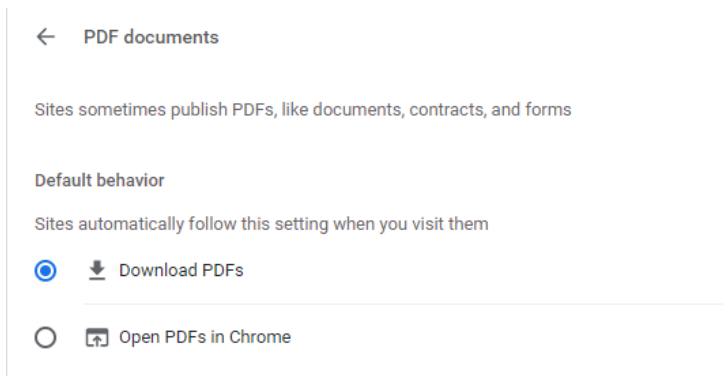 PDF documents
Sites sometimes publish PDFs, like documents, contracts, and forms
Default behavior
Sites automatically follow this setting when you visit them
Download PDFs
Open PDFs in Chrome